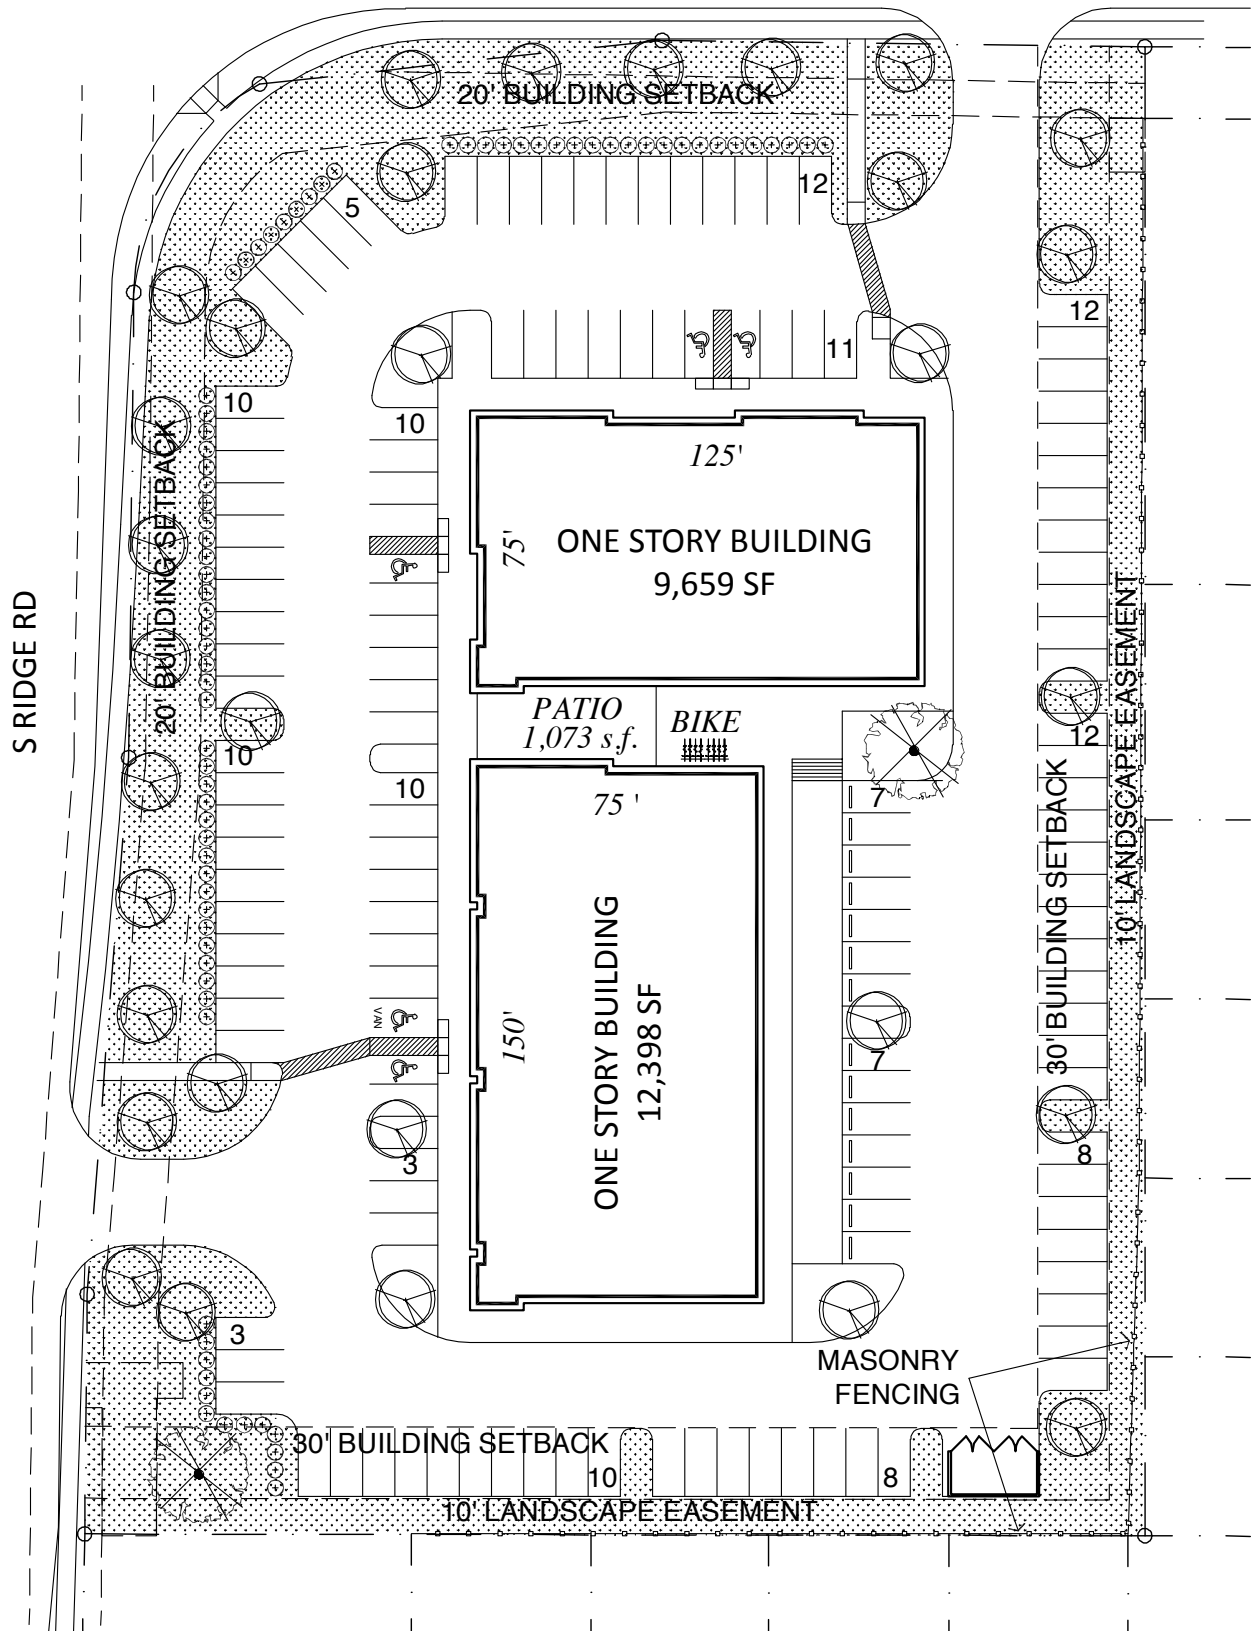 20' BUILDING SETBACK
12
5
12
11
10
10
125'
75'
ONE STORY BUILDING
9,659 SF
20' BUILDING SETBACK
S RIDGE RD
10' LANDSCAPE EASEMENT
PATIO
1,073 s.f.
BIKE
12
10
10
7
75 '
30' BUILDING SETBACK
ONE STORY BUILDING
12,398 SF
150'
VAN
7
3
8
3
MASONRY
FENCING
30' BUILDING SETBACK
10
8
10' LANDSCAPE EASEMENT